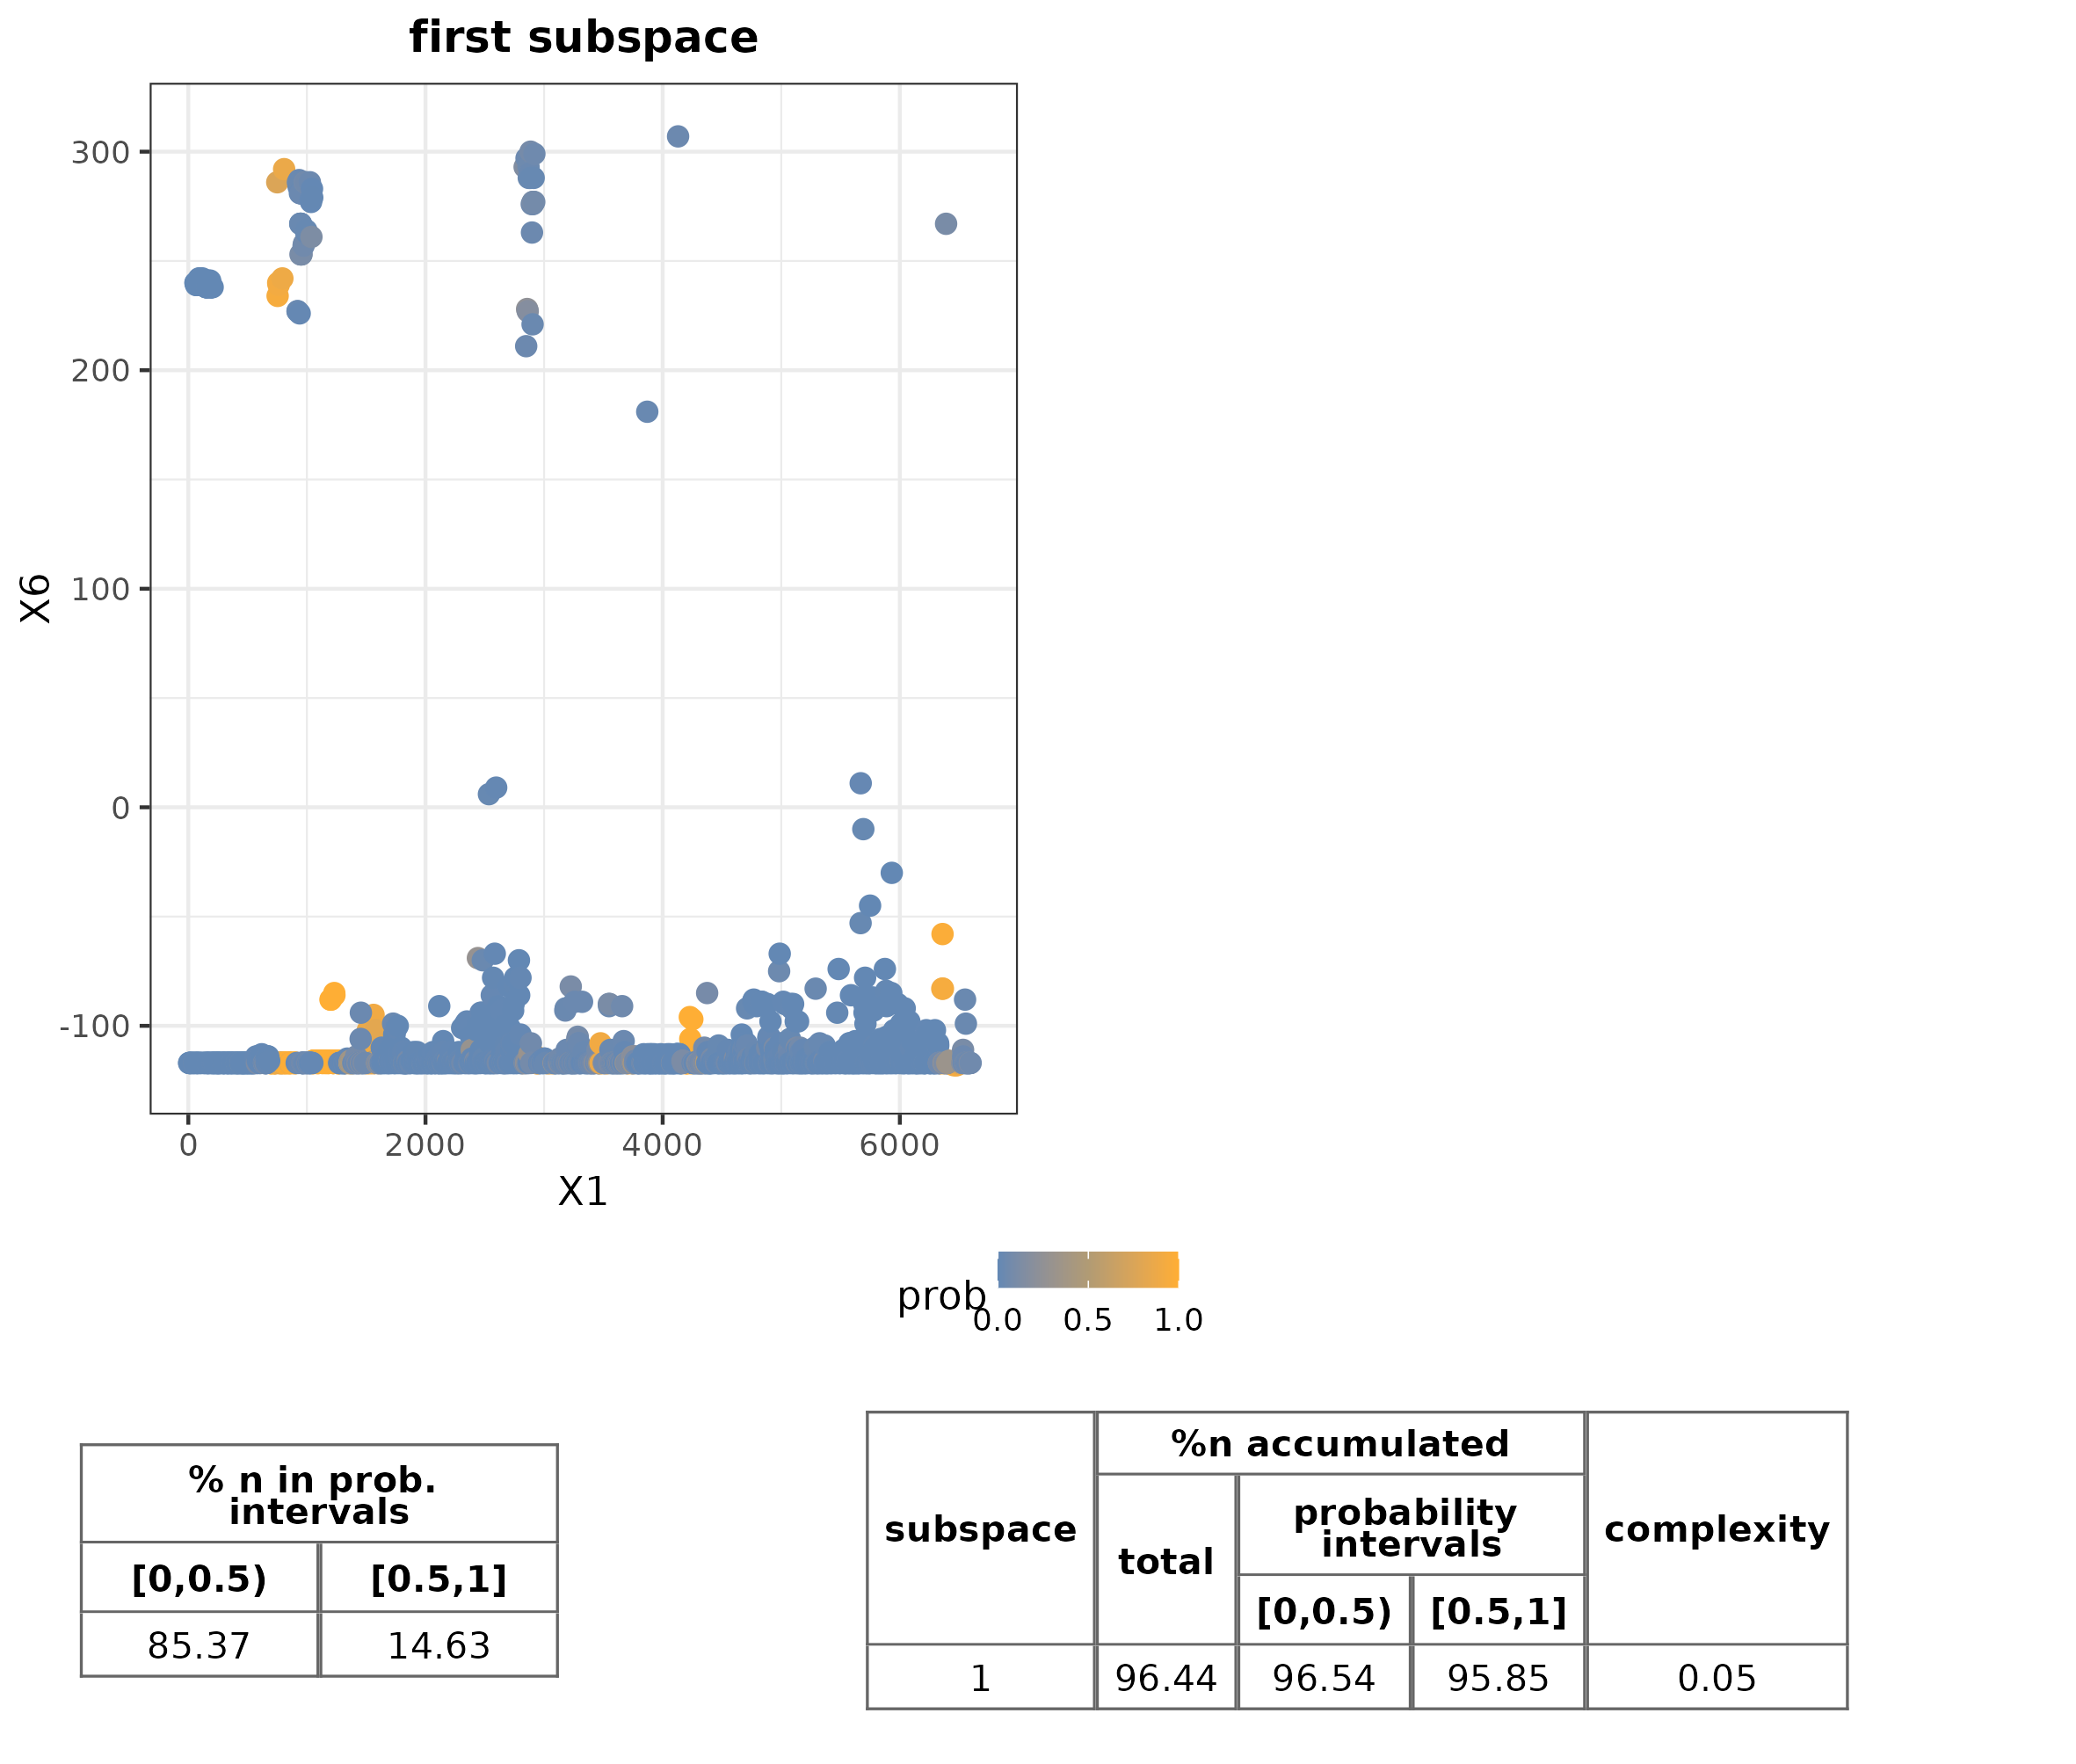 first subspace
300
200
100
0
-100
X6
0 2000 4000 6000
X1
prob
0.0 0.5 1.0
% n in prob.
intervals
[0,0.5) [0.5,1]
85.37 14.63
%n accumulated
subspace
total
probability
intervals
complexity
[0,0.5) [0.5,1]
1 96.44 96.54 95.85 0.05